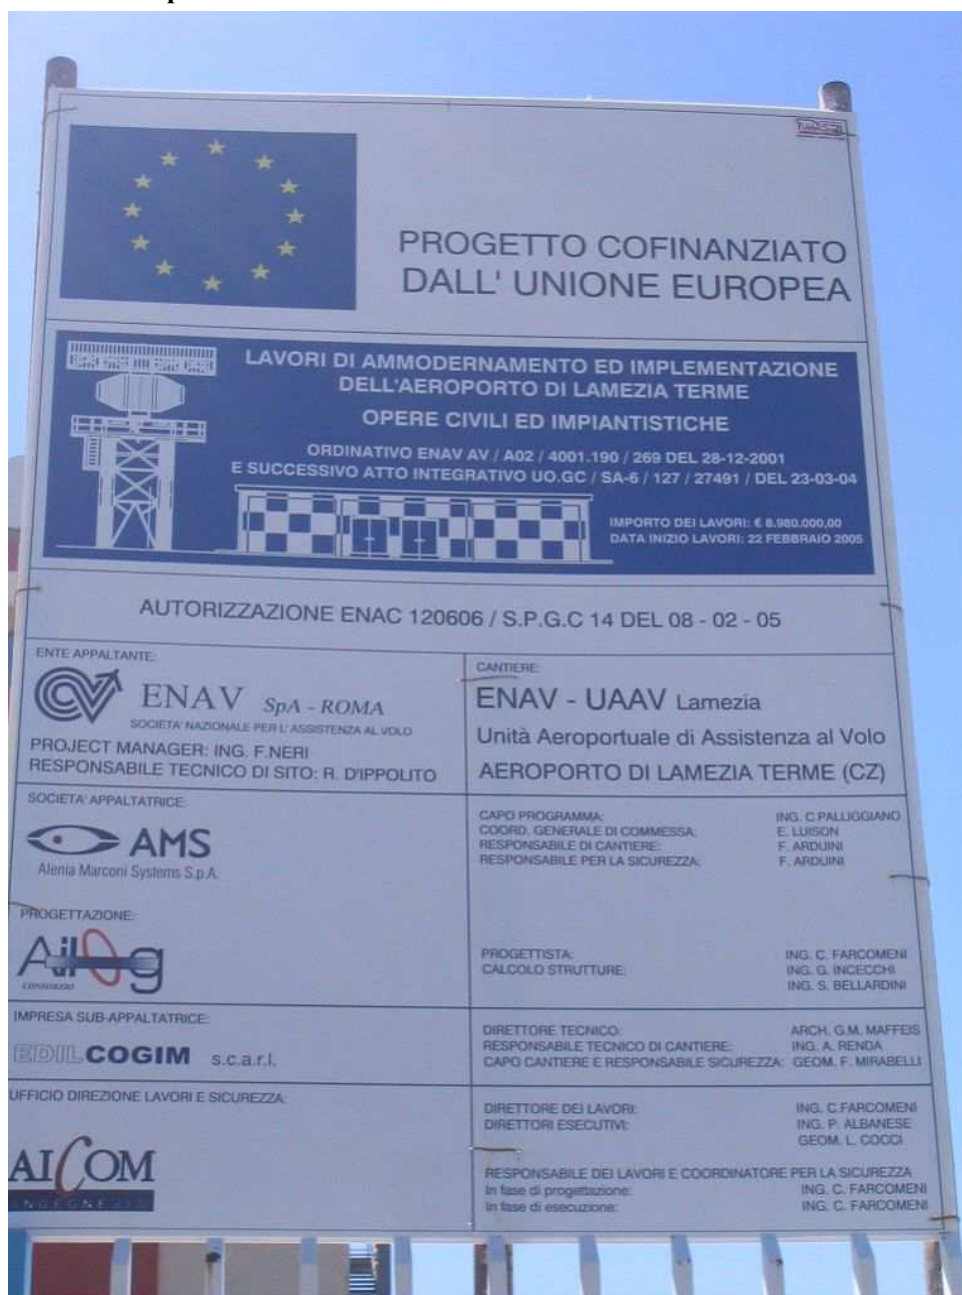 PROGETTO COFINANZIATO
DALL' UNIONE EUROPEA
LAVORI DI AMMODERNAMENTO ED IMPLEMENTAZIONE
DELL'AEROPORTO DI LAMEZIA TERME
OPERE CIVILI ED IMPIANTISTICHE
ORDINATIVO ENAV AV / A02 / 4001.190 / 269 DEL 28-12-2001
E SUCCESSIVO ATTO INTEGRATIVO UO.GC / SA-6 / 127 / 27491 / DEL 23-03-04
IMPORTO DEI LAVORI: € 8.980.000,00
DATA INIZIO LAVORI: 22 FEBBRAIO 2005
AUTORIZZAZIONE ENAC 120606 / S.P.G.C 14 DEL 08 - 02 - 05
ENTE APPALTANTE:
ENAV SpA - ROMA
SOCIETA' NAZIONALE PER L' ASSISTENZA AL VOLO
PROJECT MANAGER: ING. F.NERI
RESPONSABILE TECNICO DI SITO: R. D'IPPOLITO
CANTIERE:
ENAV - UAAV Lamezia
Unità Aeroportuale di Assistenza al Volo
AEROPORTO DI LAMEZIA TERME (CZ)
SOCIETA' APPALTATRICE:
AMS
Alenia Marconi Systems S.p.A.
CAPO PROGRAMMA: ING. C.PALLIGGIANO
COORD. GENERALE DI COMMESSA: E. LUISON
RESPONSABILE DI CANTIERE: F. ARDUINI
RESPONSABILE PER LA SICUREZZA: F. ARDUINI
PROGETTAZIONE:
AilOg
CONSORZIO
PROGETTISTA: ING. C. FARCOMENI
CALCOLO STRUTTURE: ING. G. INCECCHI
ING. S. BELLARDINI
IMPRESA SUB-APPALTATRICE:
EDILCOGIM s.c.a.r.l.
DIRETTORE TECNICO: ARCH. G.M. MAFFEIS
RESPONSABILE TECNICO DI CANTIERE: ING. A. RENDA
CAPO CANTIERE E RESPONSABILE SICUREZZA: GEOM. F. MIRABELLI
UFFICIO DIREZIONE LAVORI E SICUREZZA:
AICOM
INGEGNERIA
DIRETTORE DEI LAVORI: ING. C.FARCOMENI
DIRETTORI ESECUTIVI: ING. P. ALBANESE
GEOM. L. COCCI
RESPONSABILE DEI LAVORI E COORDINATORE PER LA SICUREZZA
In fase di progettazione: ING. C. FARCOMENI
In fase di esecuzione: ING. C. FARCOMENI